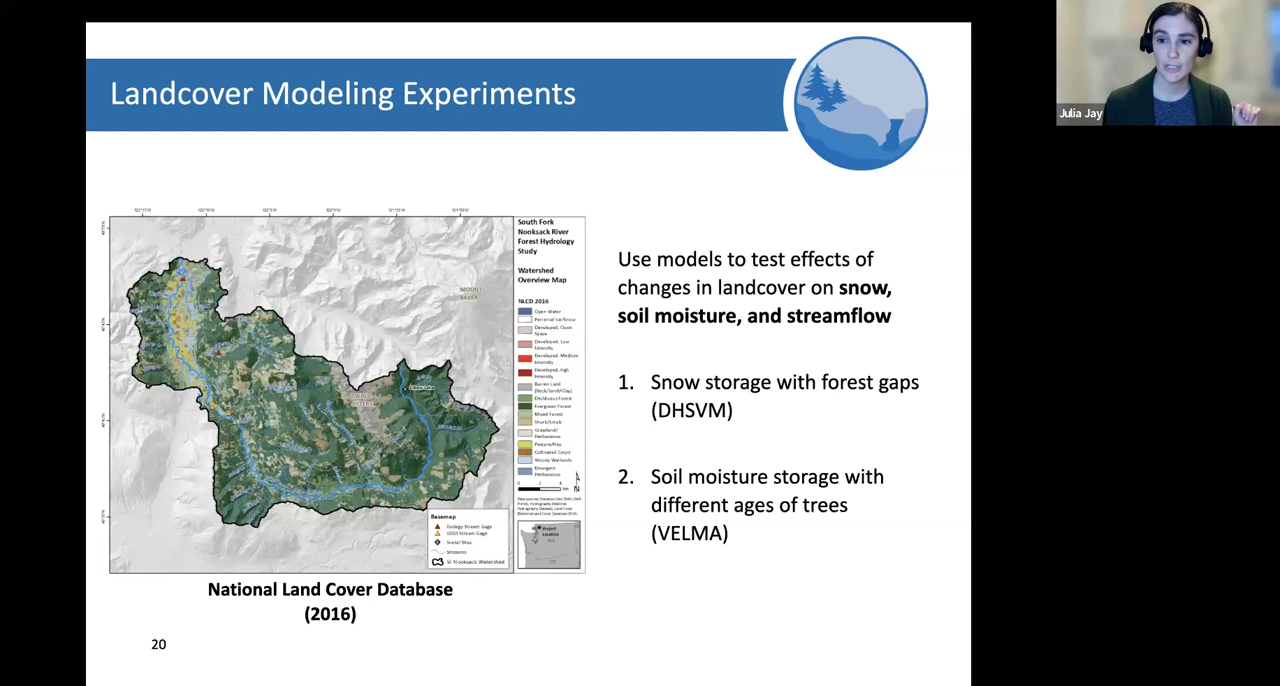 Landcover Modeling Experiments
Julia Jay
South Fork
Nooksack River
Forest Hydrology
Study
Watershed
Overview Map
NLCD 2016
Open Water
Perennial Ice/Snow
Developed, Open
Space
Developed, Low
Intensity
Developed, Medium
Intensity
Developed, High
Intensity
Barren Land
(Rock/Sand/Clay)
Deciduous Forest
Evergreen Forest
Mixed Forest
Shrub/Scrub
Grassland/
Herbaceous
Pasture/Hay
Cultivated Crops
Woody Wetlands
Emergent
Herbaceous
N
MOUNT
BAKER
Basemap
Ecology Stream Gage
USGS Stream Gage
Snotel Sites
Streams
SF Nooksack Watershed
Project
Location
National Land Cover Database
(2016)
Use models to test effects of
changes in landcover on snow,
soil moisture, and streamflow
1. Snow storage with forest gaps
(DHSVM)
2. Soil moisture storage with
different ages of trees
(VELMA)
20